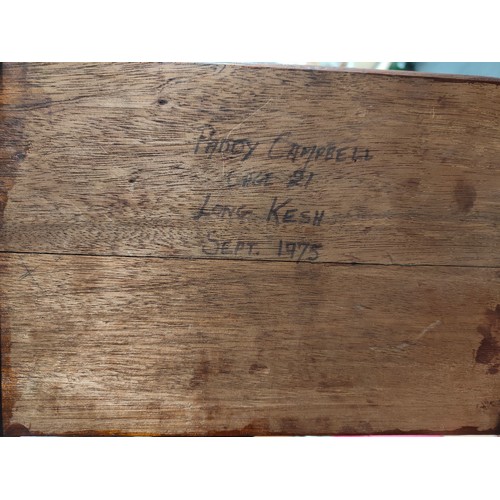 PADDY CAMPBELL
CAGE 21
LONG KESH
SEPT. 1975